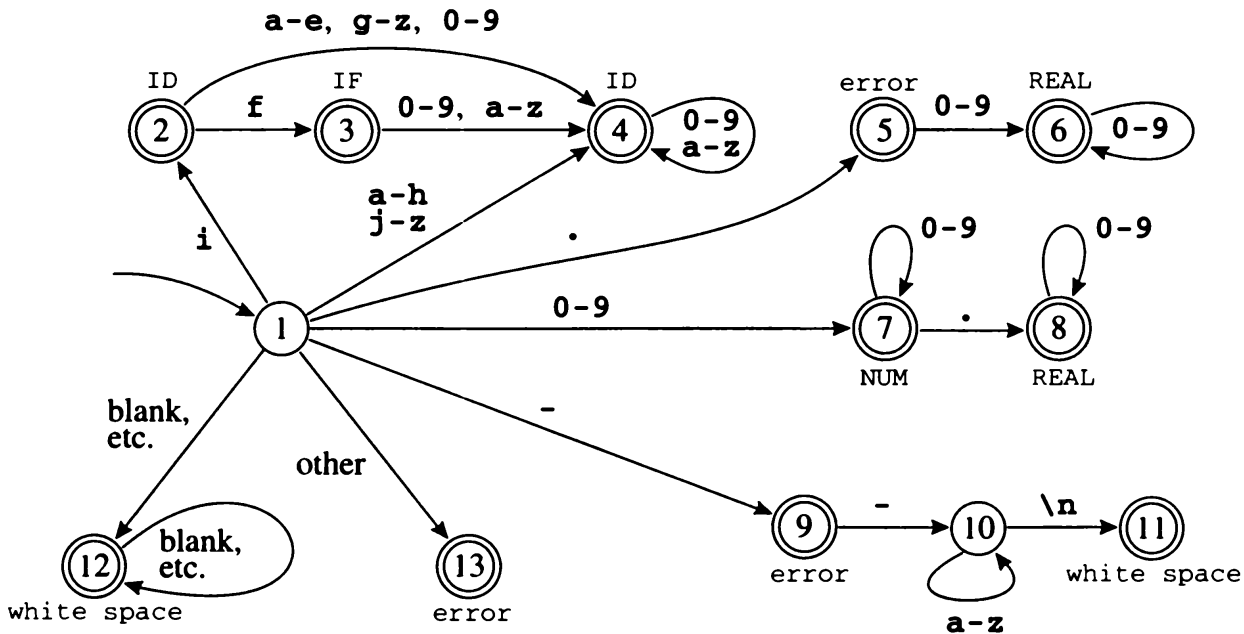 a-e, g-z, 0-9
ID
IF
ID
error
REAL
2
f
3
0-9, a-z
4
0-9
a-z
5
0-9
6
0-9
a-h
j-z
i
.
0-9
0-9
1
0-9
7
.
8
NUM
REAL
blank,
etc.
-
other
9
-
10
\n
11
12
blank,
etc.
13
error
white space
white space
error
a-z